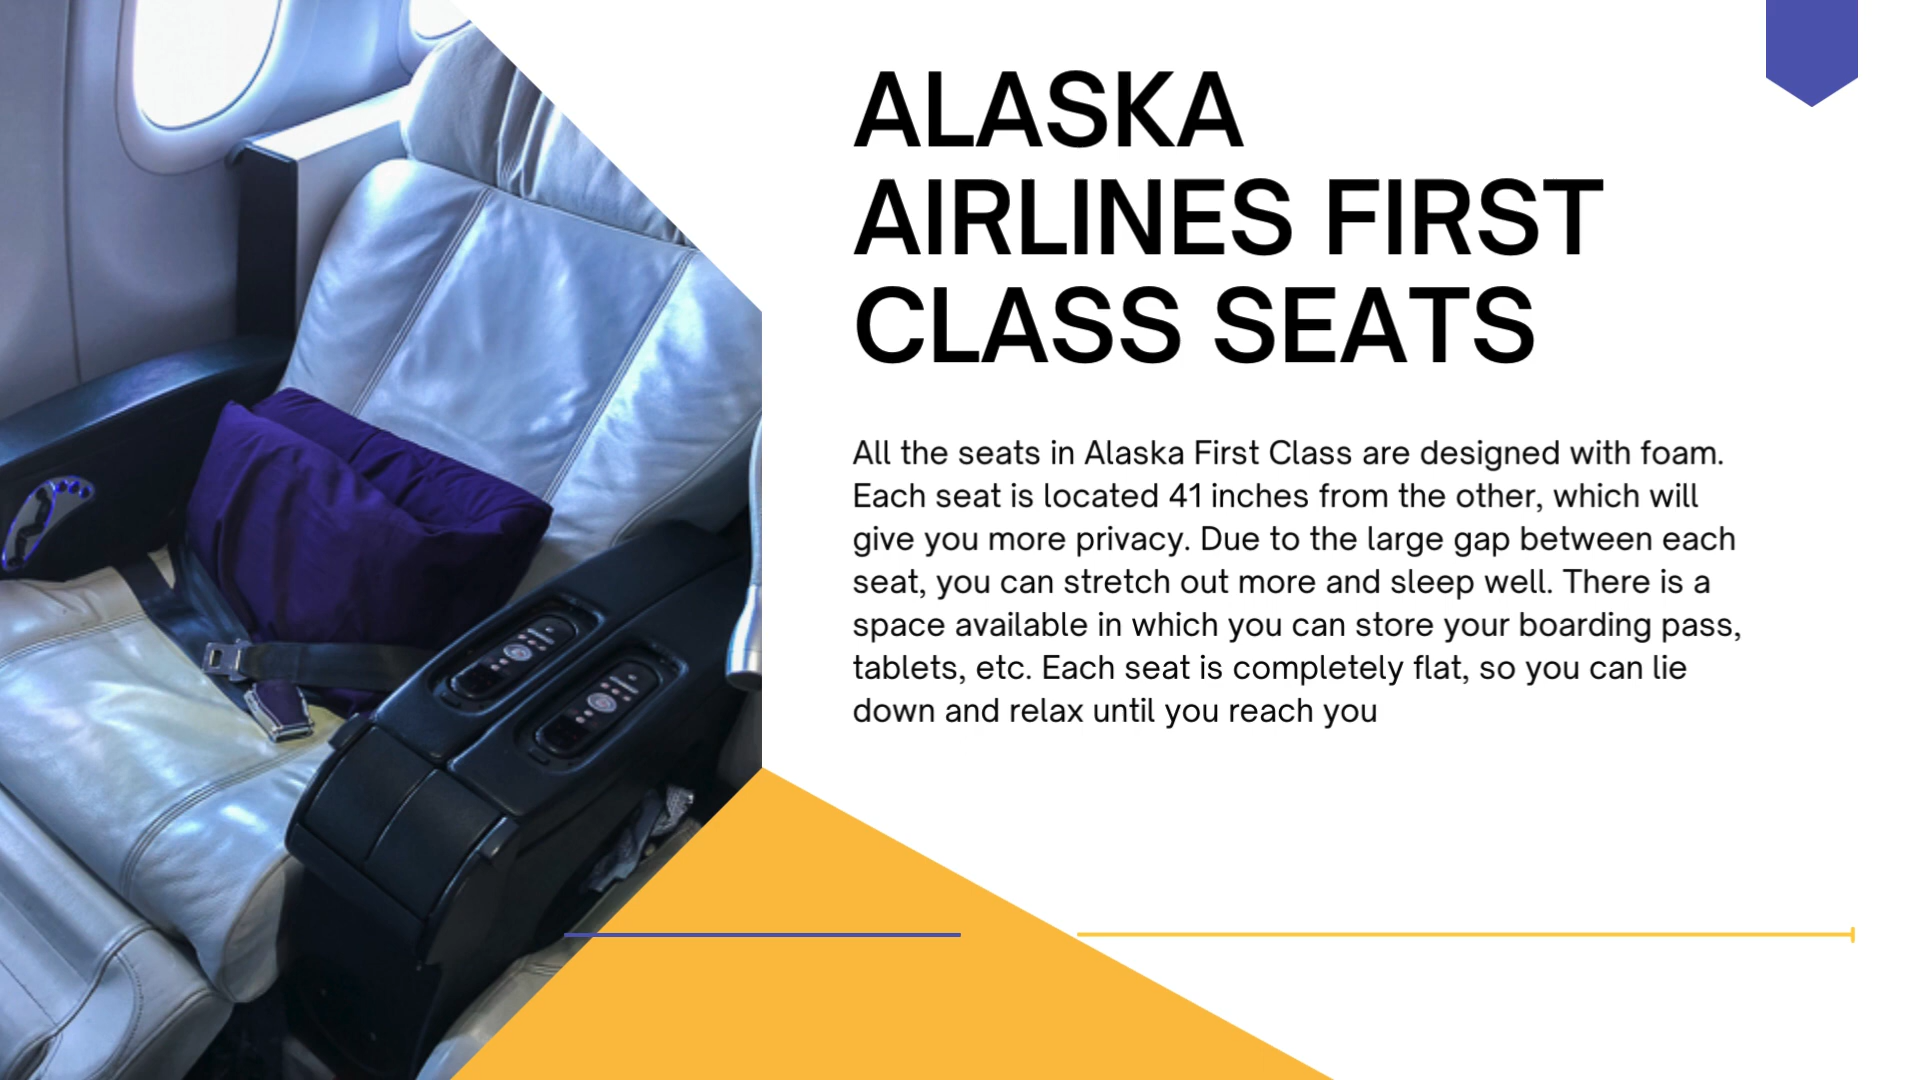 ALASKA
AIRLINES FIRST
CLASS SEATS
All the seats in Alaska First Class are designed with foam.
Each seat is located 41 inches from the other, which will
give you more privacy. Due to the large gap between each
seat, you can stretch out more and sleep well. There is a
space available in which you can store your boarding pass,
tablets, etc. Each seat is completely flat, so you can lie
down and relax until you reach you